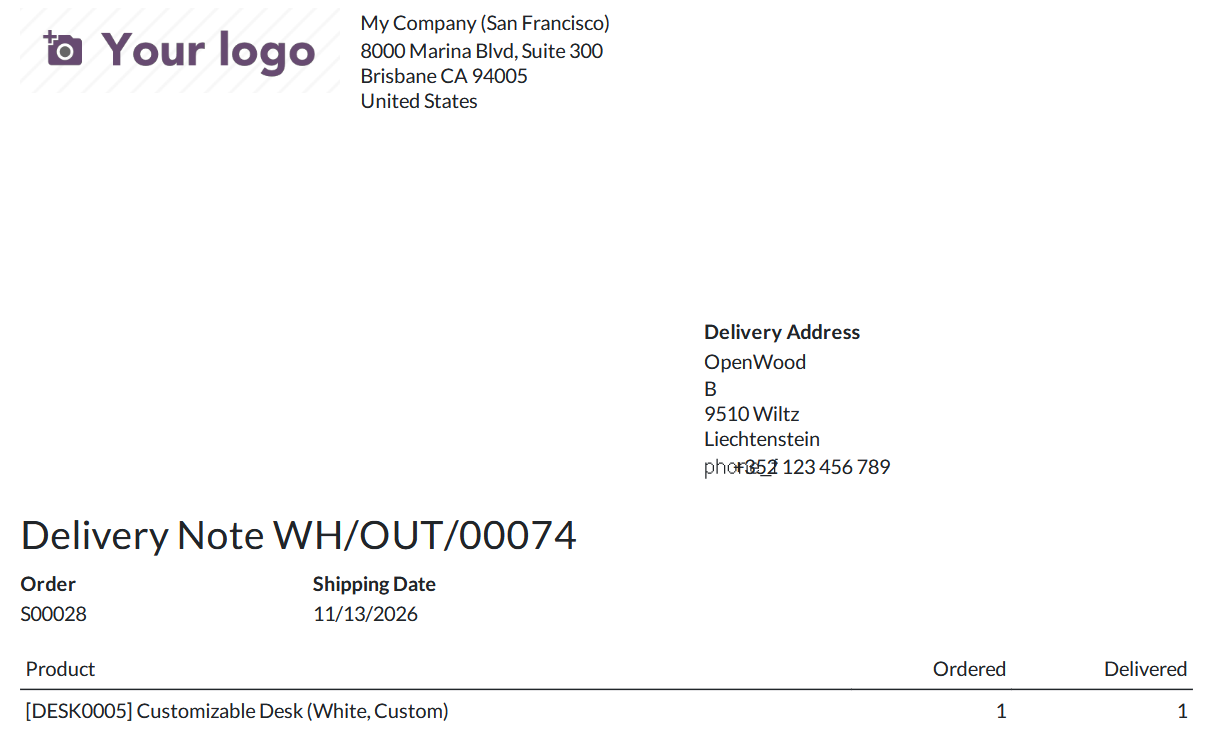 Your logo
My Company (San Francisco)
8000 Marina Blvd, Suite 300
Brisbane CA 94005
United States
Delivery Address
OpenWood
B
9510 Wiltz
Liechtenstein
+352 123 456 789
Delivery Note WH/OUT/00074
Order Shipping Date
S00028 11/13/2026
Product Ordered Delivered
[DESK0005] Customizable Desk (White, Custom) 1 1